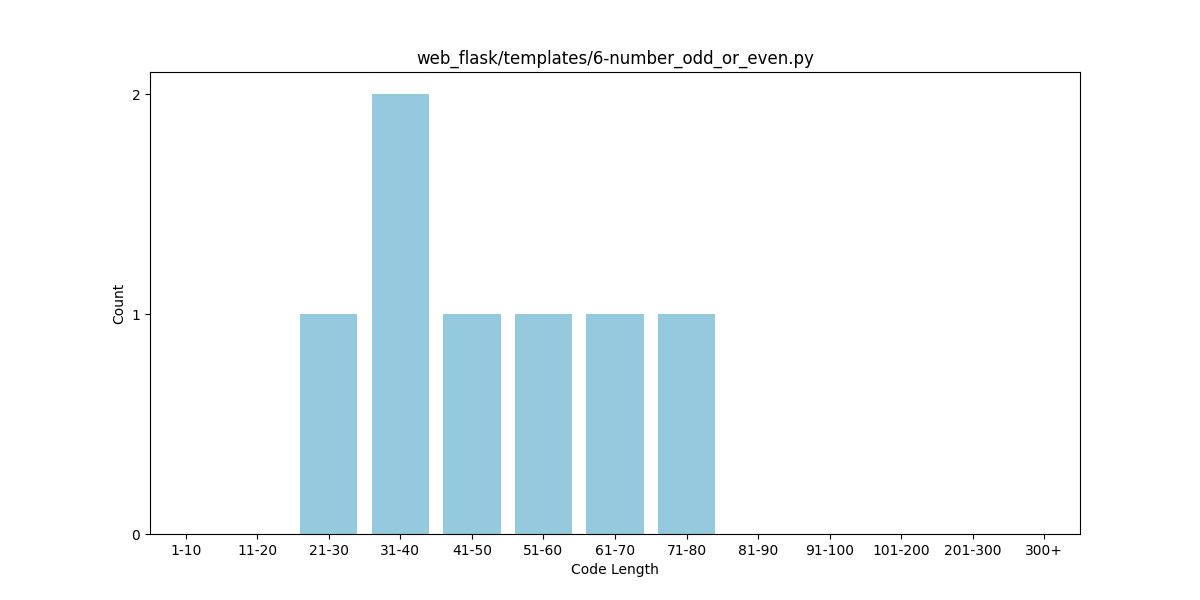 web_flask/templates/6-number_odd_or_even.py
Count
2
1
0
1-10 11-20 21-30 31-40 41-50 51-60 61-70 71-80 81-90 91-100 101-200 201-300 300+
Code Length